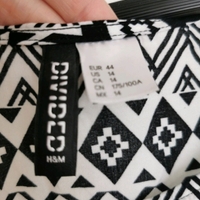 DIVIDED
H&M
EUR 44
US 14
CA 14
CN 175/100A
MX 14